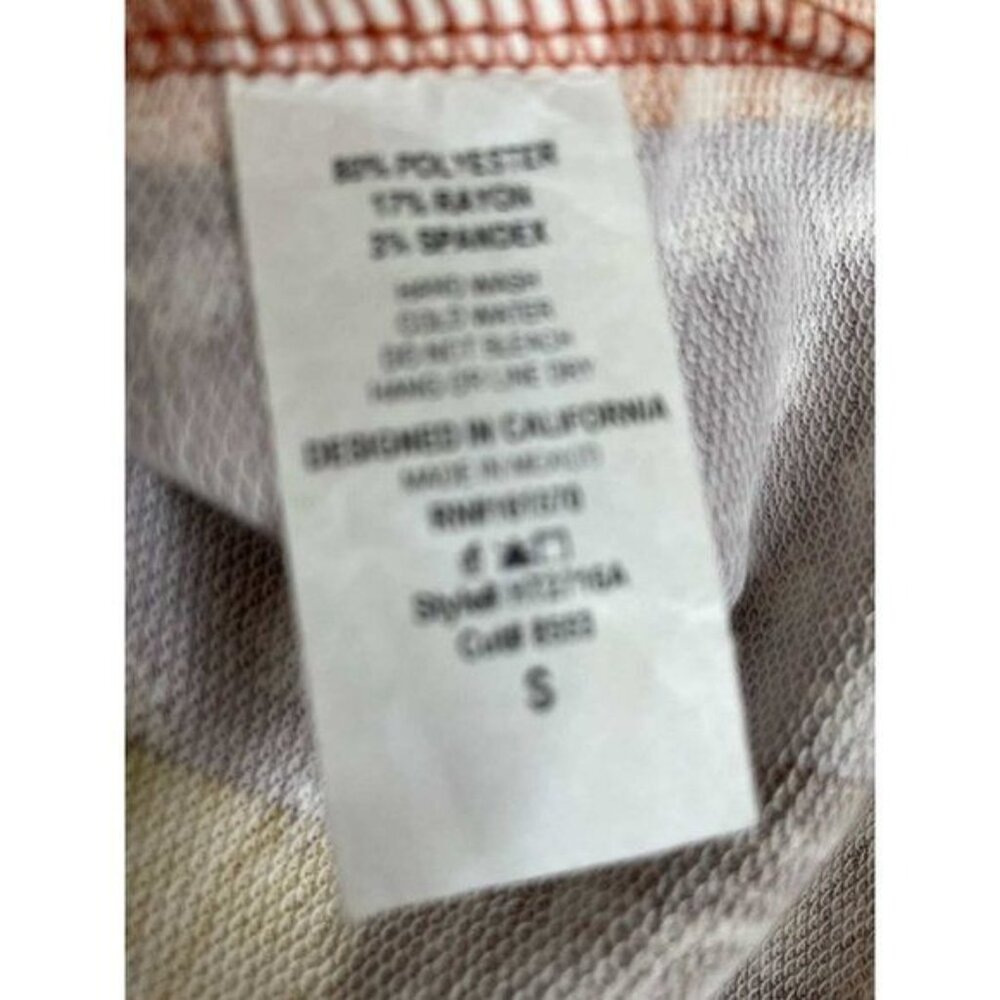 80% POLYESTER
17% RAYON
3% SPANDEX
HAND WASH
COLD WATER
DO NOT BLEACH
HAND OR LINE DRY
DESIGNED IN CALIFORNIA
MADE IN MEXICO
Style#
Cut#
S